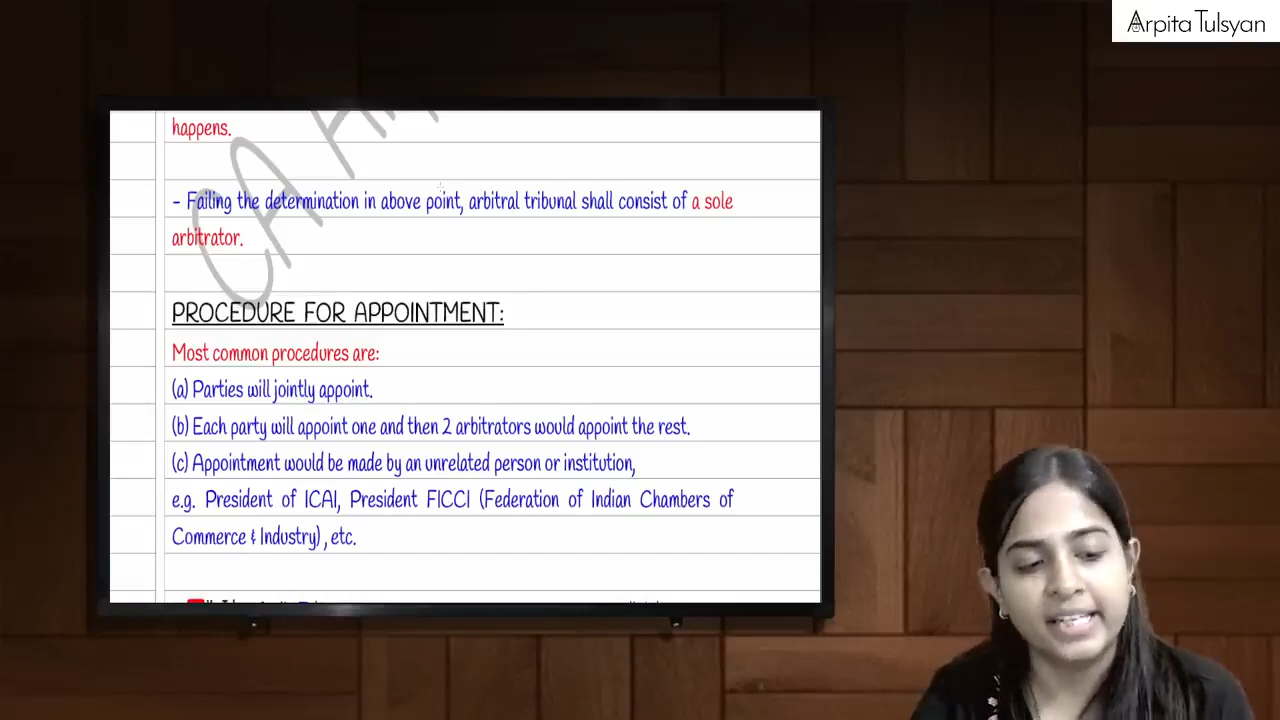 Arpita Tulsyan
happens.
- Failing the determination in above point, arbitral tribunal shall consist of a sole
arbitrator.
PROCEDURE FOR APPOINTMENT:
Most common procedures are:
(a) Parties will jointly appoint.
(b) Each party will appoint one and then 2 arbitrators would appoint the rest.
(c) Appointment would be made by an unrelated person or institution,
e.g. President of ICAI, President FICCI (Federation of Indian Chambers of
Commerce & Industry), etc.
CA